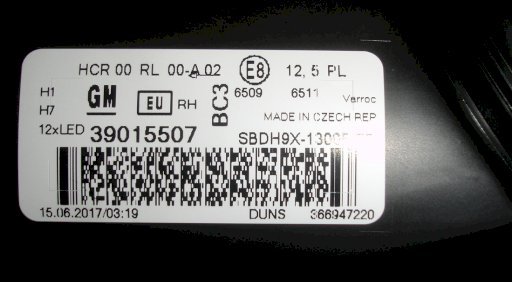 HCR 00 RL 00-A 02 E8 12, 5 PL
H1 GM EU RH BC3 6509 6511 Varroc
H7 MADE IN CZECH REP
12xLED 39015507
15.06.2017/03:19 DUNS 366947220